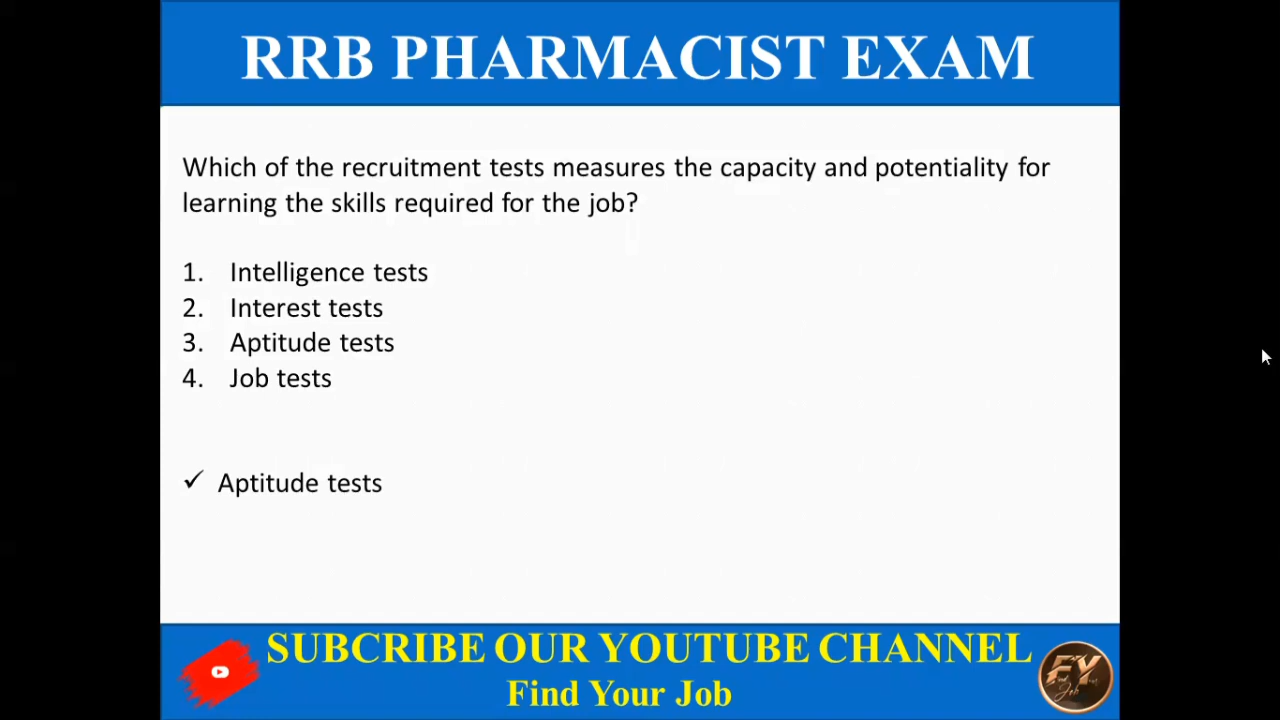 RRB PHARMACIST EXAM
Which of the recruitment tests measures the capacity and potentiality for
learning the skills required for the job?
1. Intelligence tests
2. Interest tests
3. Aptitude tests
4. Job tests
✓ Aptitude tests
SUBCRIBE OUR YOUTUBE CHANNEL
Find Your Job